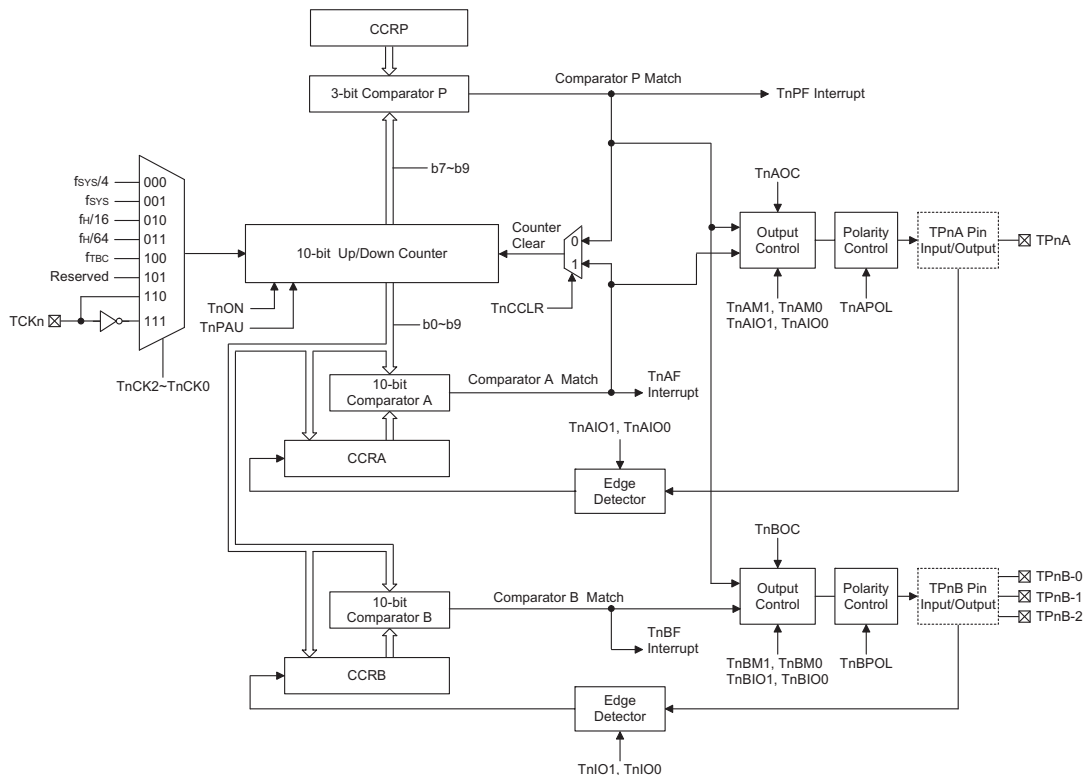 CCRP
3-bit Comparator P
Comparator P Match
TnPF Interrupt
b7~b9
fSYS/4
000
fSYS
001
fH/16
010
fH/64
011
fTBC
100
Reserved
101
110
111
TCKn
TnCK2~TnCK0
10-bit Up/Down Counter
TnON
TnPAU
Counter
Clear
0
1
TnCCLR
b0~b9
TnAOC
Output
Control
TnAM1, TnAM0
TnAIO1, TnAIO0
Polarity
Control
TnAPOL
TPnA Pin
Input/Output
TPnA
10-bit
Comparator A
Comparator A Match
TnAF
Interrupt
CCRA
TnAIO1, TnAIO0
Edge
Detector
TnBOC
Output
Control
TnBM1, TnBM0
TnBIO1, TnBIO0
Polarity
Control
TnBPOL
TPnB Pin
Input/Output
TPnB-0
TPnB-1
TPnB-2
10-bit
Comparator B
Comparator B Match
TnBF
Interrupt
CCRB
Edge
Detector
TnIO1, TnIO0